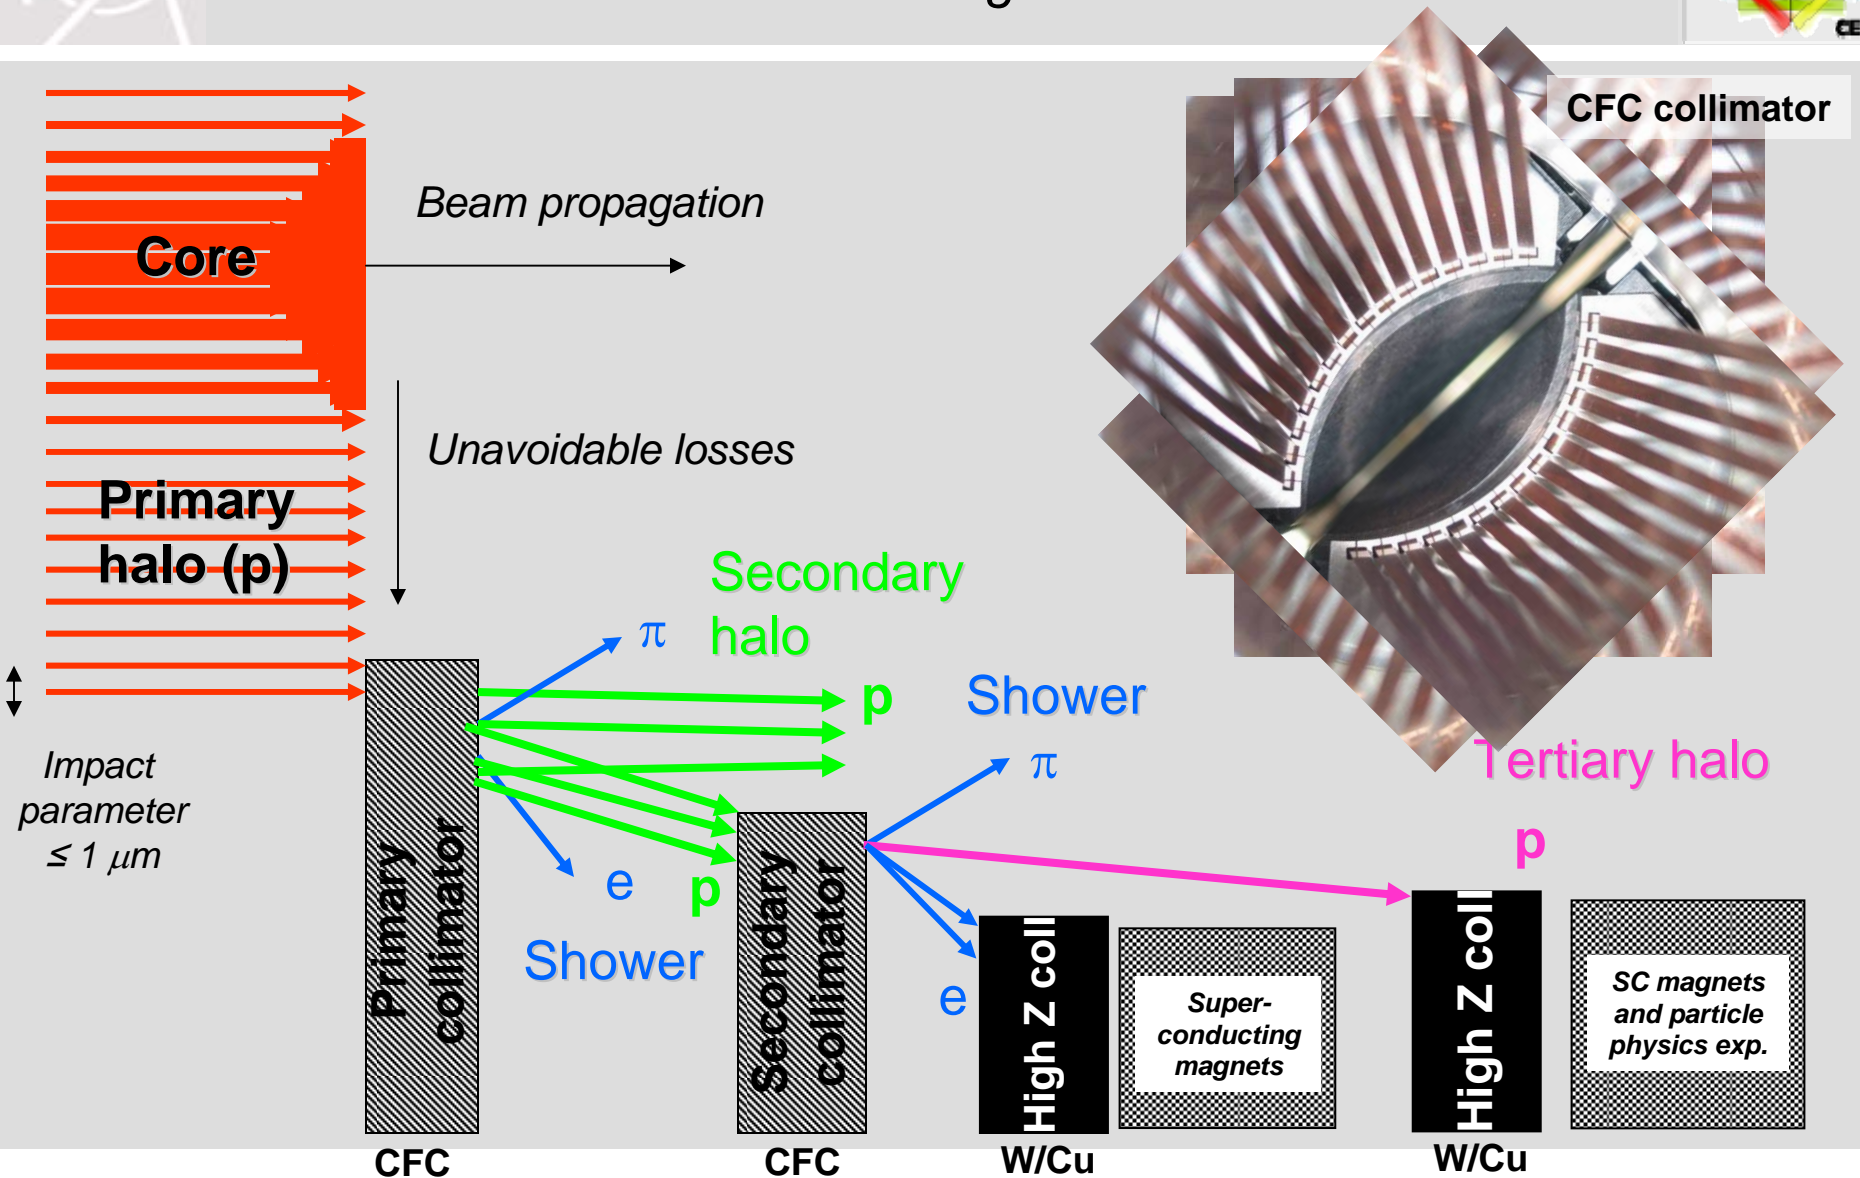 CFC collimator
Beam propagation
Core
Unavoidable losses
Primary
halo (p)
Secondary
halo
π
p
Shower
π
Tertiary halo
p
Impact
parameter
≤ 1 μm
e
p
Shower
e
Primary
collimator
Secondary
collimator
High Z coll
Super-
conducting
magnets
High Z coll
SC magnets
and particle
physics exp.
CFC
CFC
W/Cu
W/Cu